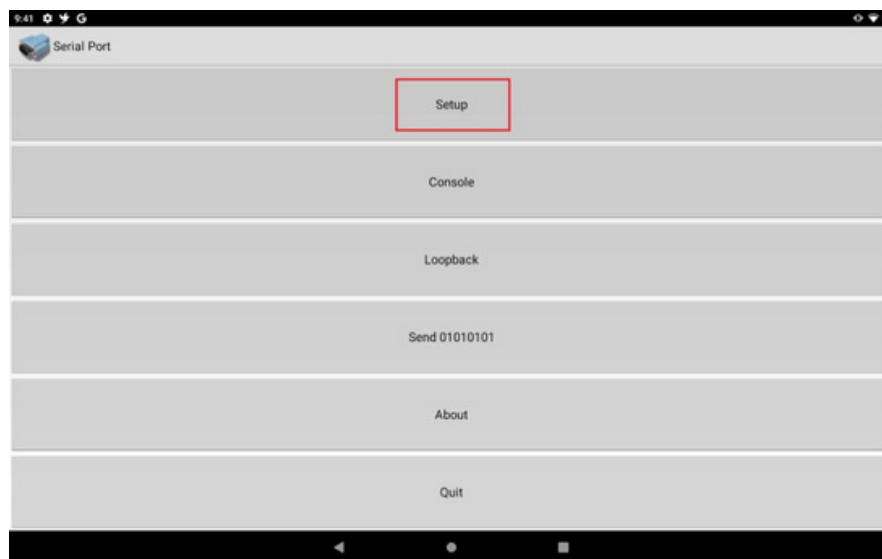 9:41 G
Serial Port
Setup
Console
Loopback
Send 01010101
About
Quit